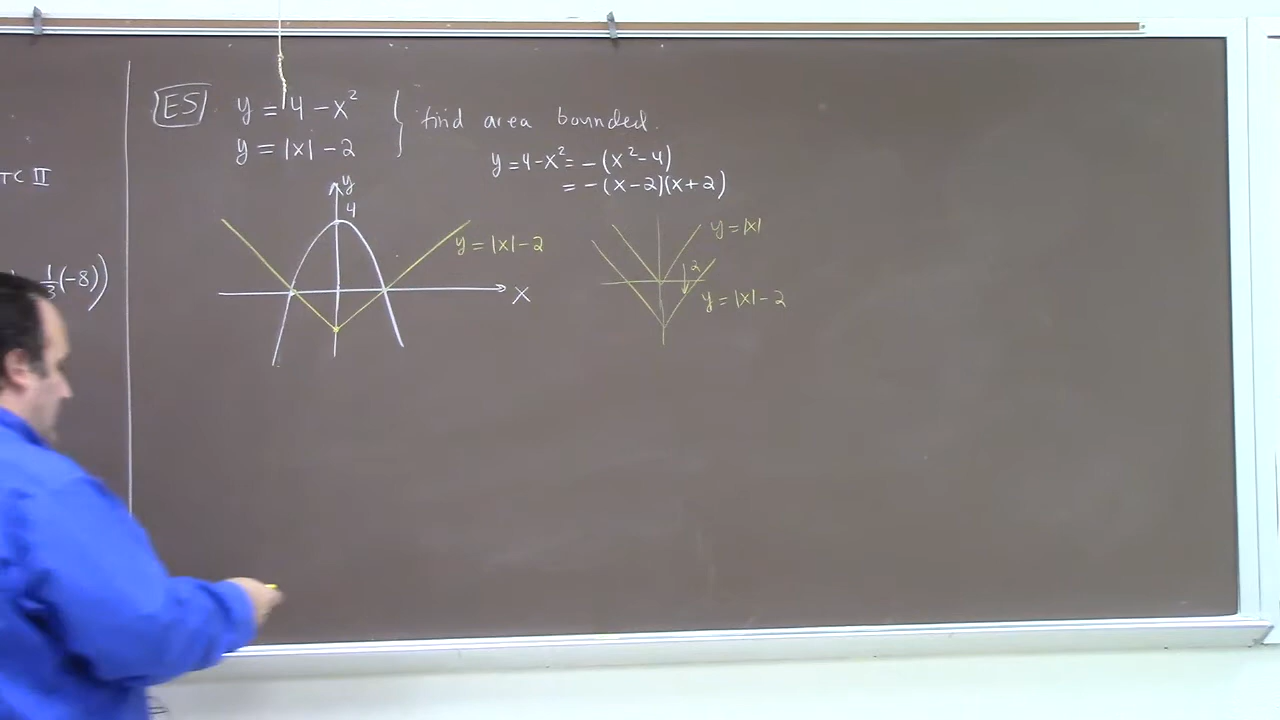 TC II
1/3(-8))
E5
y = 4 - x²
y = |x| - 2
find area bounded.
y = 4 - x² = -(x² - 4)
= -(x - 2)(x + 2)
y
4
y = |x| - 2
x
y = |x|
2
y = |x| - 2